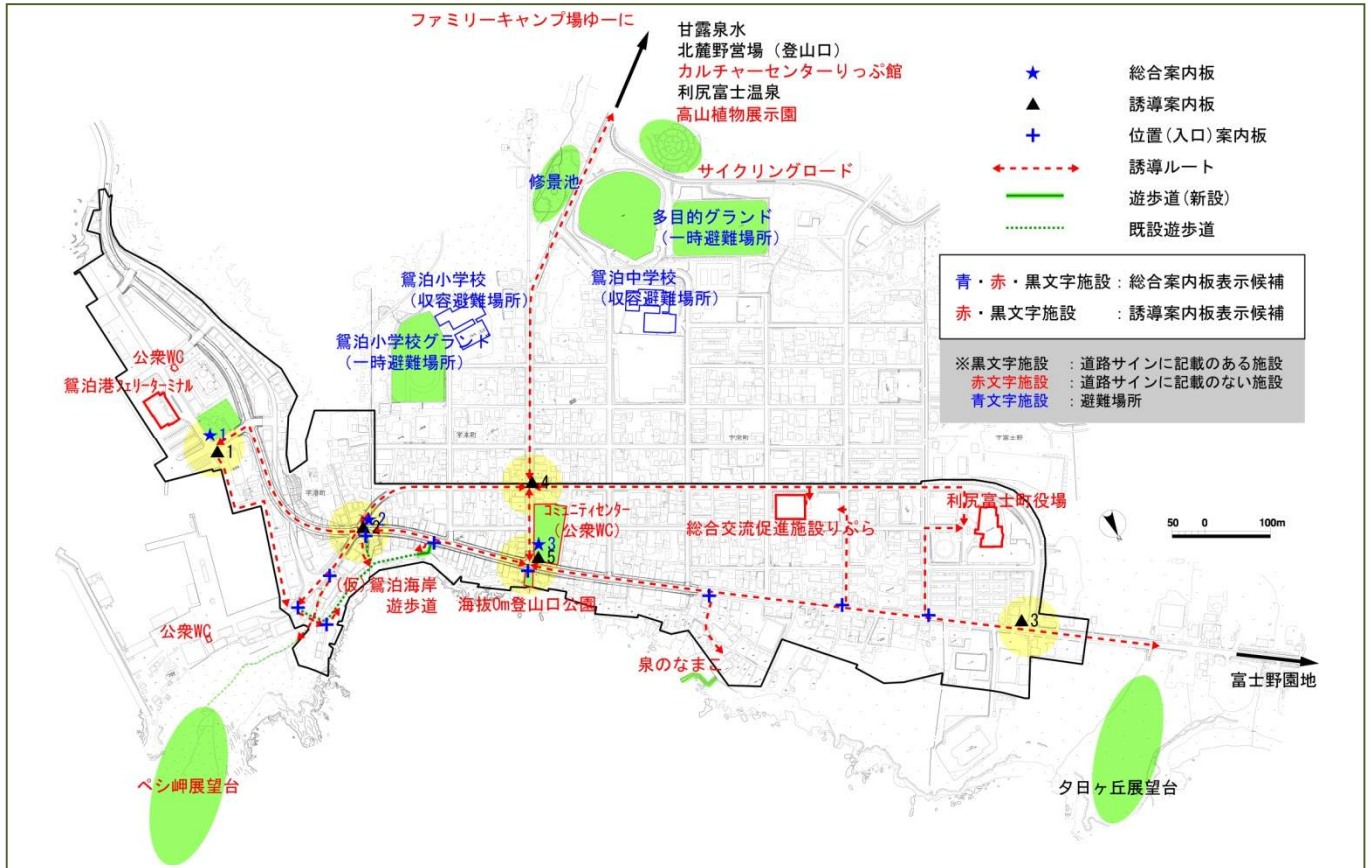 ファミリーキャンプ場ゆーに
甘露泉水
北麓野営場（登山口）
カルチャーセンターりっぷ館
利尻富士温泉
高山植物展示園
★ 総合案内板
▲ 誘導案内板
+ 位置(入口)案内板
誘導ルート
遊歩道(新設)
既設遊歩道
青・赤・黒文字施設：総合案内板表示候補
赤・黒文字施設　　：誘導案内板表示候補
※黒文字施設　：道路サインに記載のある施設
赤文字施設　：道路サインに記載のない施設
青文字施設　：避難場所
サイクリングロード
修景池
多目的グランド
（一時避難場所）
鴛泊小学校
（収容避難場所）
鴛泊中学校
（収容避難場所）
鴛泊小学校グランド
（一時避難場所）
公衆WC
鴛泊港フェリーターミナル
1
1
字本町
字栄町
字富士野
字港町
4
2
2
コミュニティセンター
（公衆WC）
3
5
総合交流促進施設りぷら
利尻富士町役場
50　0　100m
(仮)鴛泊海岸
遊歩道
海抜0m登山口公園
3
公衆WC
泉のなまこ
富士野園地
ペシ岬展望台
夕日ヶ丘展望台